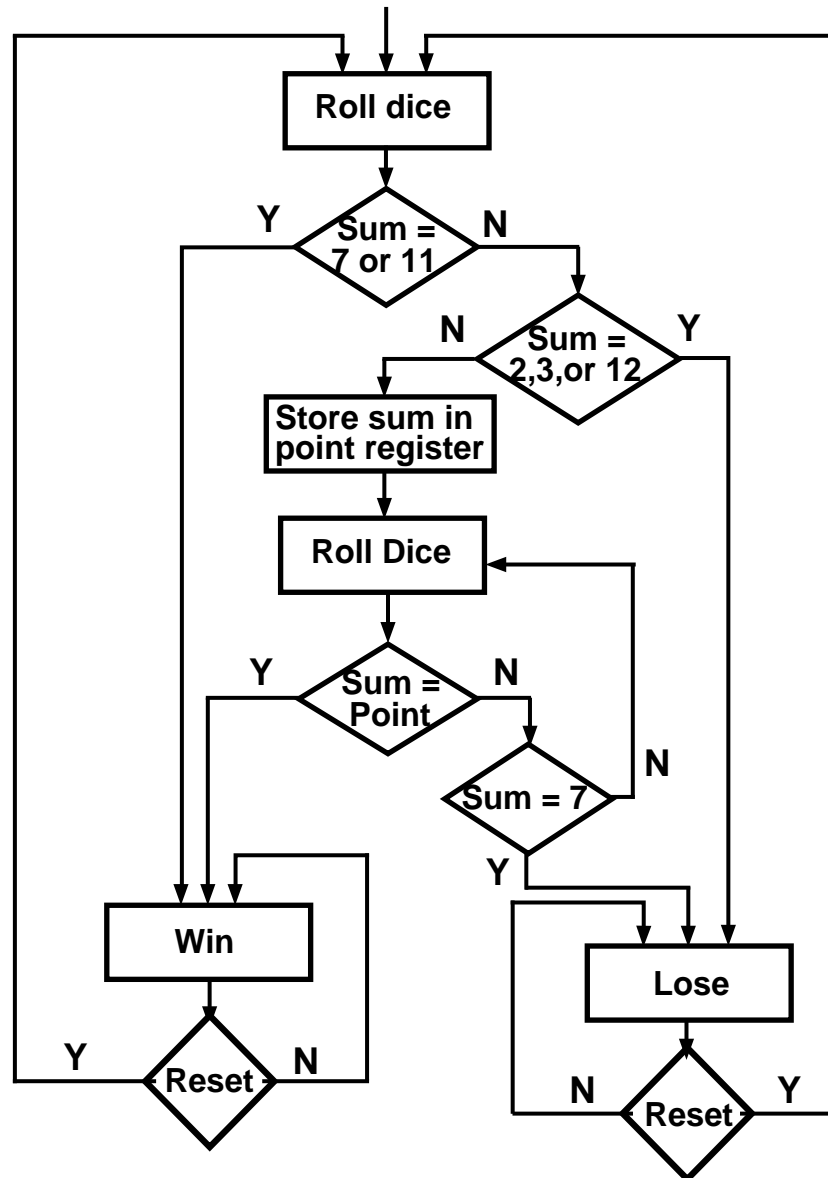 Roll dice
Y
Sum =
7 or 11
N
N
Sum =
2,3,or 12
Y
Store sum in
point register
Roll Dice
Y
Sum =
Point
N
Sum = 7
N
Y
Win
Lose
Y
Reset
N
N
Reset
Y